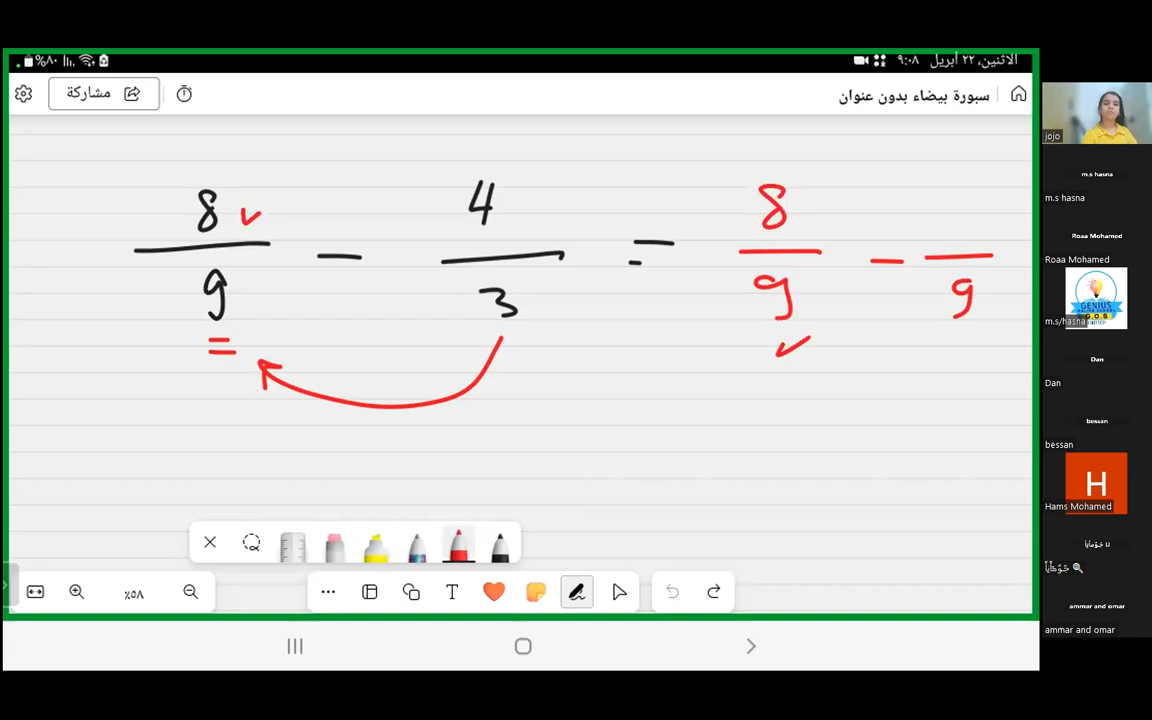 %٨٠
الاثنين، ٢٢ أبريل ٩:٠٨
مشاركة
سبورة بيضاء بدون عنوان
8/9 - 4/3 = 8/9 - /9
=
T
٥٨٪
jojo
m.s hasna
m.s hasna
Roaa Mohamed
Roaa Mohamed
GENIUS
G.O.S
m.s/hasna
Dan
Dan
bessan
bessan
H
Hams Mohamed
ammar and omar
ammar and omar